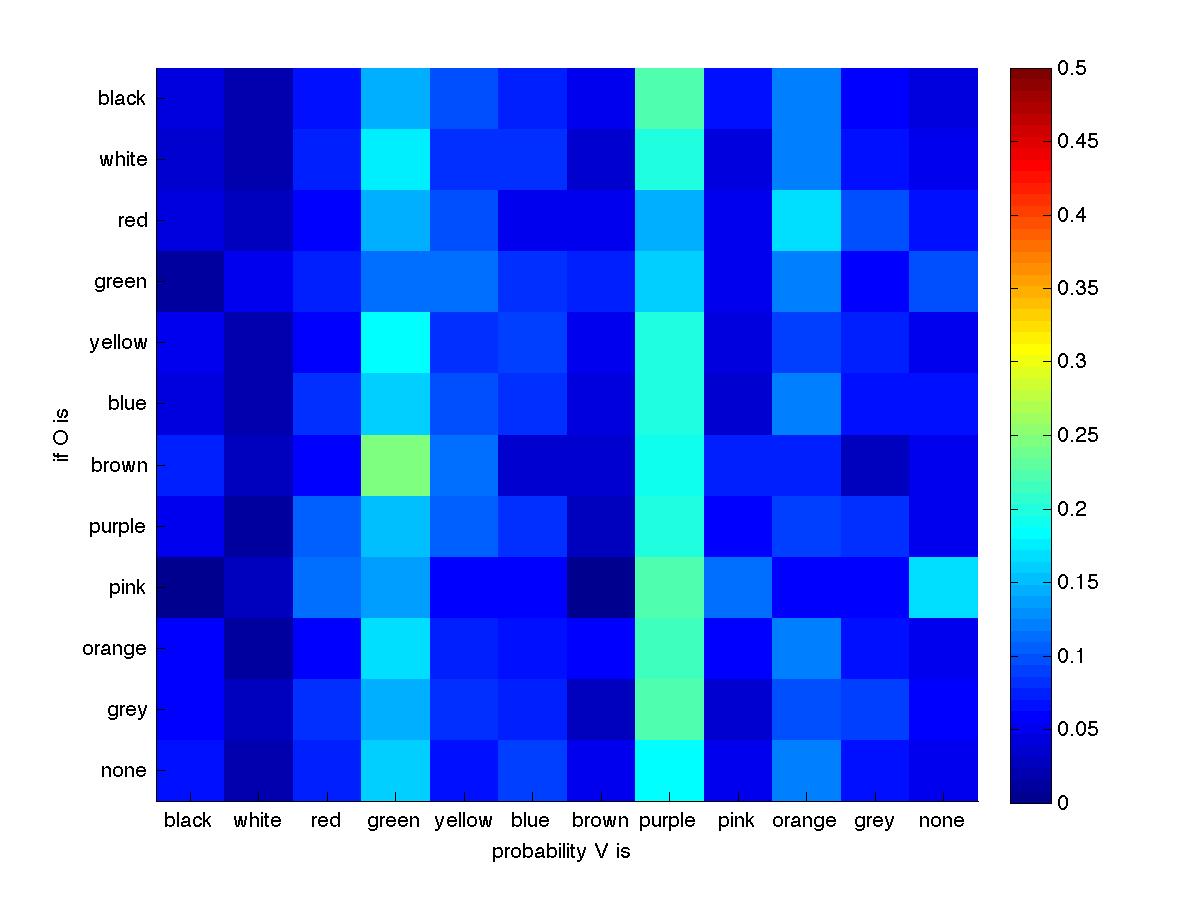 black
white
red
green
yellow
blue
brown
purple
pink
orange
grey
none
if O is
black white red green yellow blue brown purple pink orange grey none
probability V is
0.5
0.45
0.4
0.35
0.3
0.25
0.2
0.15
0.1
0.05
0